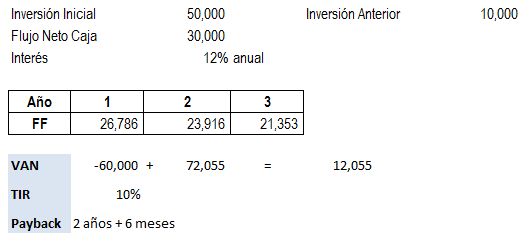 Inversión Inicial 50,000 Inversión Anterior 10,000
Flujo Neto Caja 30,000
Interés 12% anual
Año 1 2 3
FF 26,786 23,916 21,353
VAN -60,000 + 72,055 = 12,055
TIR 10%
Payback 2 años + 6 meses